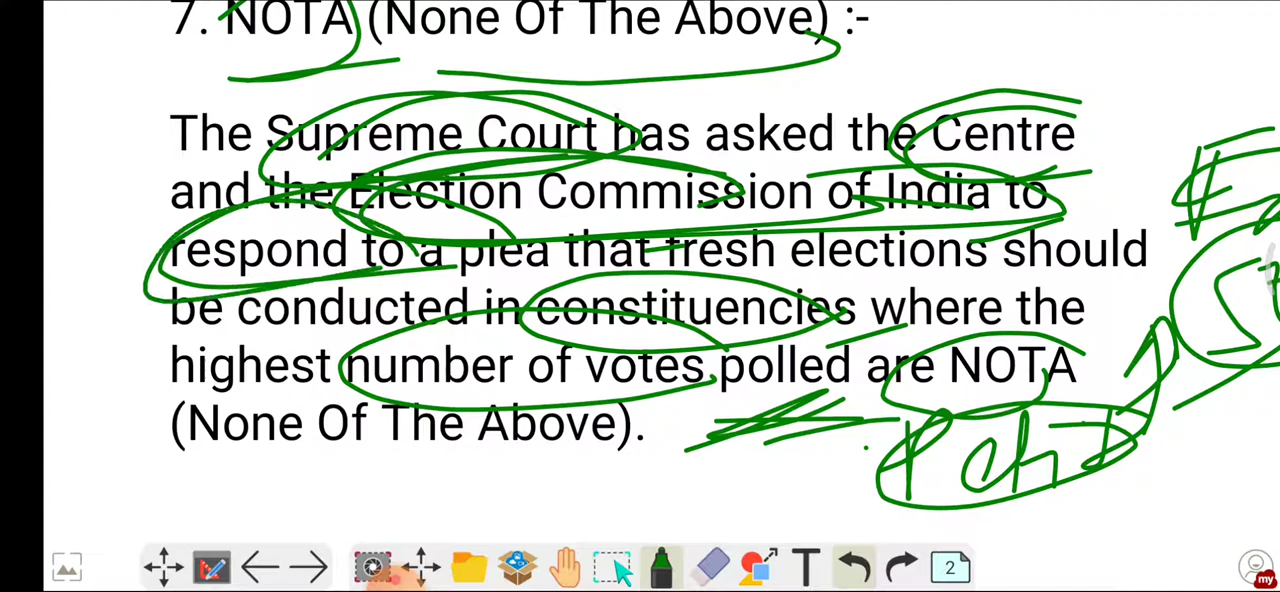 7. NOTA (None Of The Above) :-
The Supreme Court has asked the Centre
and the Election Commission of India to
respond to a plea that fresh elections should
be conducted in constituencies where the
highest number of votes polled are NOTA
(None Of The Above).
T
2
my